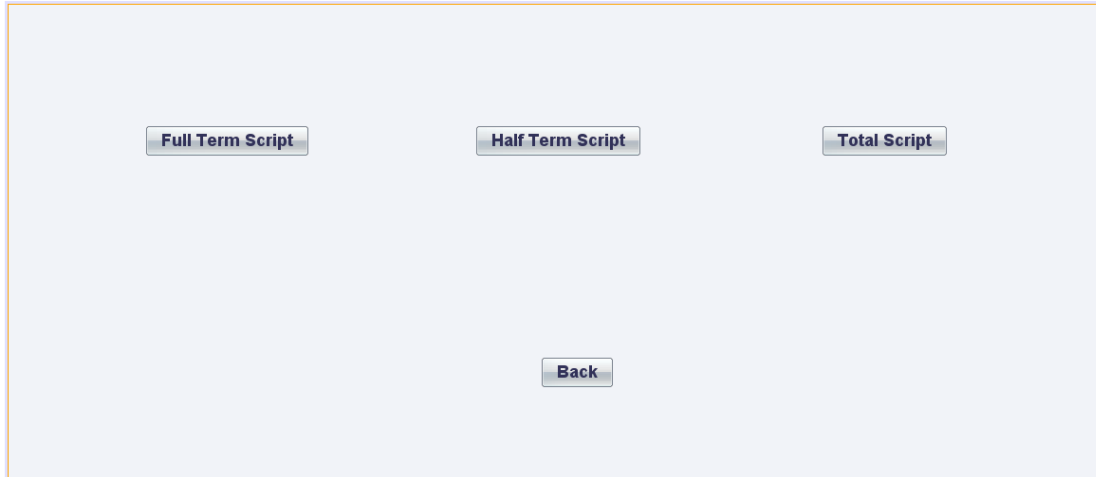 Full Term Script
Half Term Script
Total Script
Back